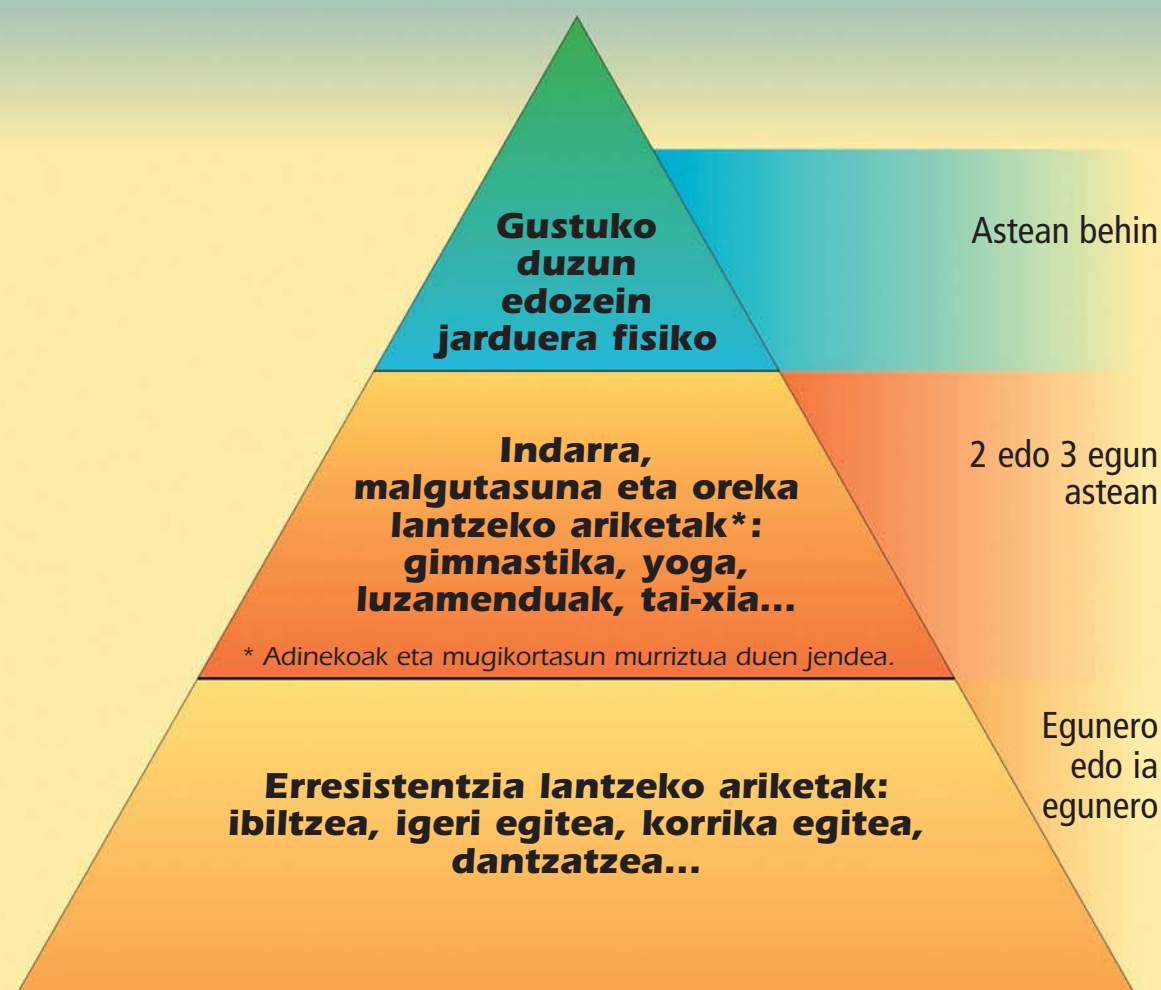 Gustuko
duzun
edozein
jarduera fisiko
Astean behin
Indarra,
malgutasuna eta oreka
lantzeko ariketak*:
gimnastika, yoga,
luzamenduak, tai-xia...
* Adinekoak eta mugikortasun murriztua duen jendea.
2 edo 3 egun
astean
Erresistentzia lantzeko ariketak:
ibiltzea, igeri egitea, korrika egitea,
dantzatzea...
Egunero
edo ia
egunero